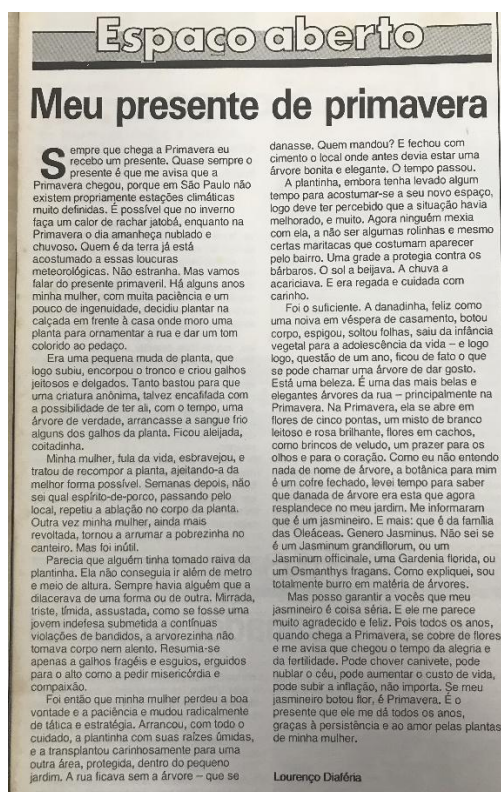 Espaço aberto
Meu presente de primavera
Sempre que chega a Primavera eu
recebo um presente. Quase sempre o
presente é que me avisa que a
Primavera chegou, porque em São Paulo não
existem propriamente estações climáticas
muito definidas. É possível que no inverno
faça um calor de rachar jatobá, enquanto na
Primavera o dia amanheça nublado e
chuvoso. Quem é da terra já está
acostumado a essas loucuras
meteorológicas. Não estranha. Mas vamos
falar do presente primaveril. Há alguns anos
minha mulher, com muita paciência e um
pouco de ingenuidade, decidiu plantar na
calçada em frente à casa onde moro uma
planta para ornamentar a rua e dar um tom
colorido ao pedaço.
Era uma pequena muda de planta, que
logo subiu, encorpou o tronco e criou galhos
jeitosos e delgados. Tanto bastou para que
uma criatura anônima, talvez encafifada com
a possibilidade de ter ali, com o tempo, uma
árvore de verdade, arrancasse a sangue frio
alguns dos galhos da planta. Ficou aleijada,
coitadinha.
Minha mulher, fula da vida, esbravejou, e
tratou de recompor a planta, ajeitando-a da
melhor forma possível. Semanas depois, não
sei qual espírito-de-porco, passando pelo
local, repetiu a ablação no corpo da planta.
Outra vez minha mulher, ainda mais
revoltada, tornou a arrumar a pobrezinha no
canteiro. Mas foi inútil.
Parecia que alguém tinha tomado raiva da
plantinha. Ela não conseguia ir além de metro
e meio de altura. Sempre havia alguém que a
dilacerava de uma forma ou de outra. Mirrada,
triste, tímida, assustada, como se fosse uma
jovem indefesa submetida a contínuas
violações de bandidos, a arvorezinha não
tomava corpo nem alento. Resumia-se
apenas a galhos fragéis e esguios, erguidos
para o alto como a pedir misericórdia e
compaixão.
Foi então que minha mulher perdeu a boa
vontade e a paciência e mudou radicalmente
de tática e estratégia. Arrancou, com todo o
cuidado, a plantinha com suas raízes úmidas,
e a transplantou carinhosamente para uma
outra área, protegida, dentro do pequeno
jardim. A rua ficava sem a árvore – que se
danasse. Quem mandou? E fechou com
cimento o local onde antes devia estar uma
árvore bonita e elegante. O tempo passou.
A plantinha, embora tenha levado algum
tempo para acostumar-se a seu novo espaço,
logo deve ter percebido que a situação havia
melhorado, e muito. Agora ninguém mexia
com ela, a não ser algumas rolinhas e mesmo
certas maritacas que costumam aparecer
pelo bairro. Uma grade a protegia contra os
bárbaros. O sol a beijava. A chuva a
acariciava. E era regada e cuidada com
carinho.
Foi o suficiente. A danadinha, feliz como
uma noiva em véspera de casamento, botou
corpo, espigou, soltou folhas, saiu da infância
vegetal para a adolescência da vida – e logo
logo, questão de um ano, ficou de fato o que
se pode chamar uma árvore de dar gosto.
Está uma beleza. É uma das mais belas e
elegantes árvores da rua – principalmente na
Primavera. Na Primavera, ela se abre em
flores de cinco pontas, um misto de branco
leitoso e rosa brilhante, flores em cachos,
como brincos de veludo, um prazer para os
olhos e para o coração. Como eu não entendo
nada de nome de árvore, a botânica para mim
é um cofre fechado, levei tempo para saber
que danada de árvore era esta que agora
resplandece no meu jardim. Me informaram
que é um jasmineiro. E mais: que é da família
das Oleáceas. Genero Jasminus. Não sei se
é um Jasminum grandiflorum, ou um
Jasminum officinale, uma Gardenia florida, ou
um Osmanthys fragans. Como expliquei, sou
totalmente burro em matéria de árvores.
Mas posso garantir a vocês que meu
jasmineiro é coisa séria. E ele me parece
muito agradecido e feliz. Pois todos os anos,
quando chega a Primavera, se cobre de flores
e me avisa que chegou o tempo da alegria e
da fertilidade. Pode chover canivete, pode
nublar o céu, pode aumentar o custo de vida,
pode subir a inflação, não importa. Se meu
jasmineiro botou flor, é Primavera. É o
presente que ele me dá todos os anos,
graças à persistência e ao amor pelas plantas
de minha mulher.
Lourenço Diaféria